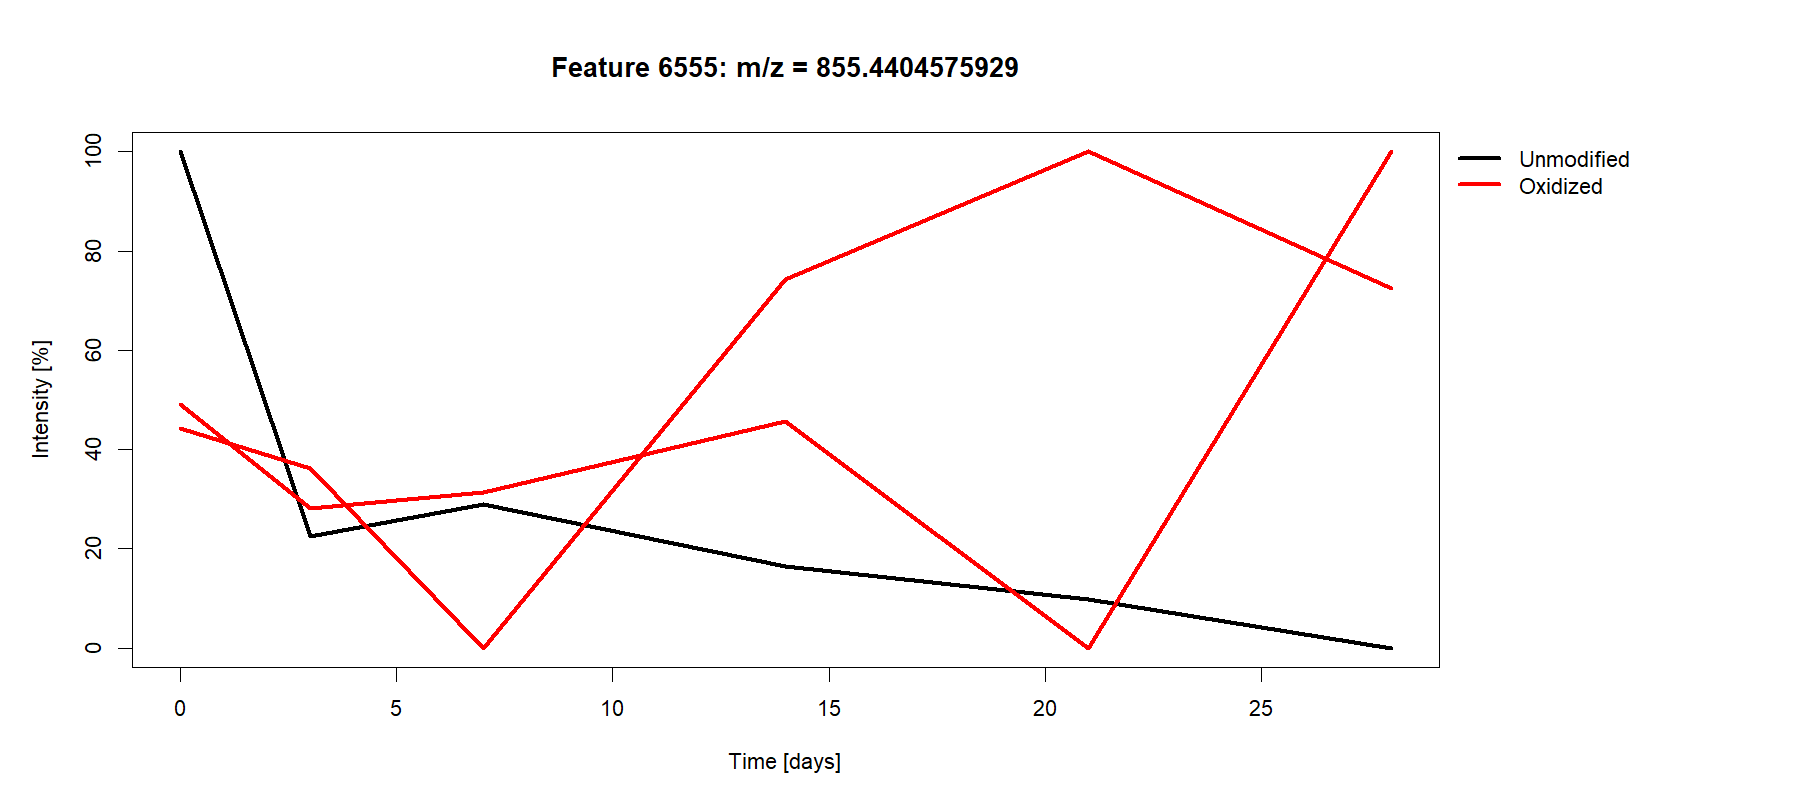 Feature 6555: m/z = 855.4404575929
Unmodified
Oxidized
Intensity [%]
100
80
60
40
20
0
0 5 10 15 20 25
Time [days]